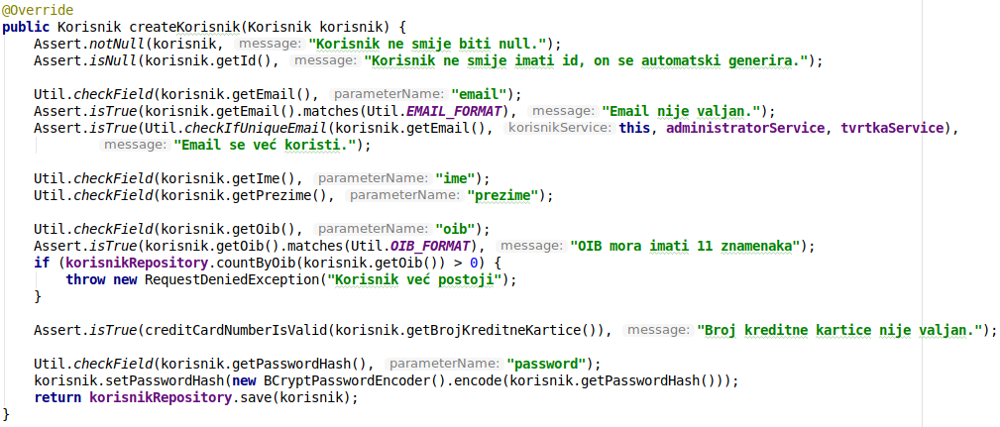 @Override
public Korisnik createKorisnik(Korisnik korisnik) {
Assert.notNull(korisnik, message: "Korisnik ne smije biti null.");
Assert.isNull(korisnik.getId(), message: "Korisnik ne smije imati id, on se automatski generira.");
Util.checkField(korisnik.getEmail(), parameterName: "email");
Assert.isTrue(korisnik.getEmail().matches(Util.EMAIL_FORMAT), message: "Email nije valjan.");
Assert.isTrue(Util.checkIfUniqueEmail(korisnik.getEmail(), korisnikService: this, administratorService, tvrtkaService),
message: "Email se već koristi.");
Util.checkField(korisnik.getIme(), parameterName: "ime");
Util.checkField(korisnik.getPrezime(), parameterName: "prezime");
Util.checkField(korisnik.getOib(), parameterName: "oib");
Assert.isTrue(korisnik.getOib().matches(Util.OIB_FORMAT), message: "OIB mora imati 11 znamenaka");
if (korisnikRepository.countByOib(korisnik.getOib()) > 0) {
throw new RequestDeniedException("Korisnik već postoji");
}
Assert.isTrue(creditCardNumberIsValid(korisnik.getBrojKreditneKartice()), message: "Broj kreditne kartice nije valjan.");
Util.checkField(korisnik.getPasswordHash(), parameterName: "password");
korisnik.setPasswordHash(new BCryptPasswordEncoder().encode(korisnik.getPasswordHash()));
return korisnikRepository.save(korisnik);
}